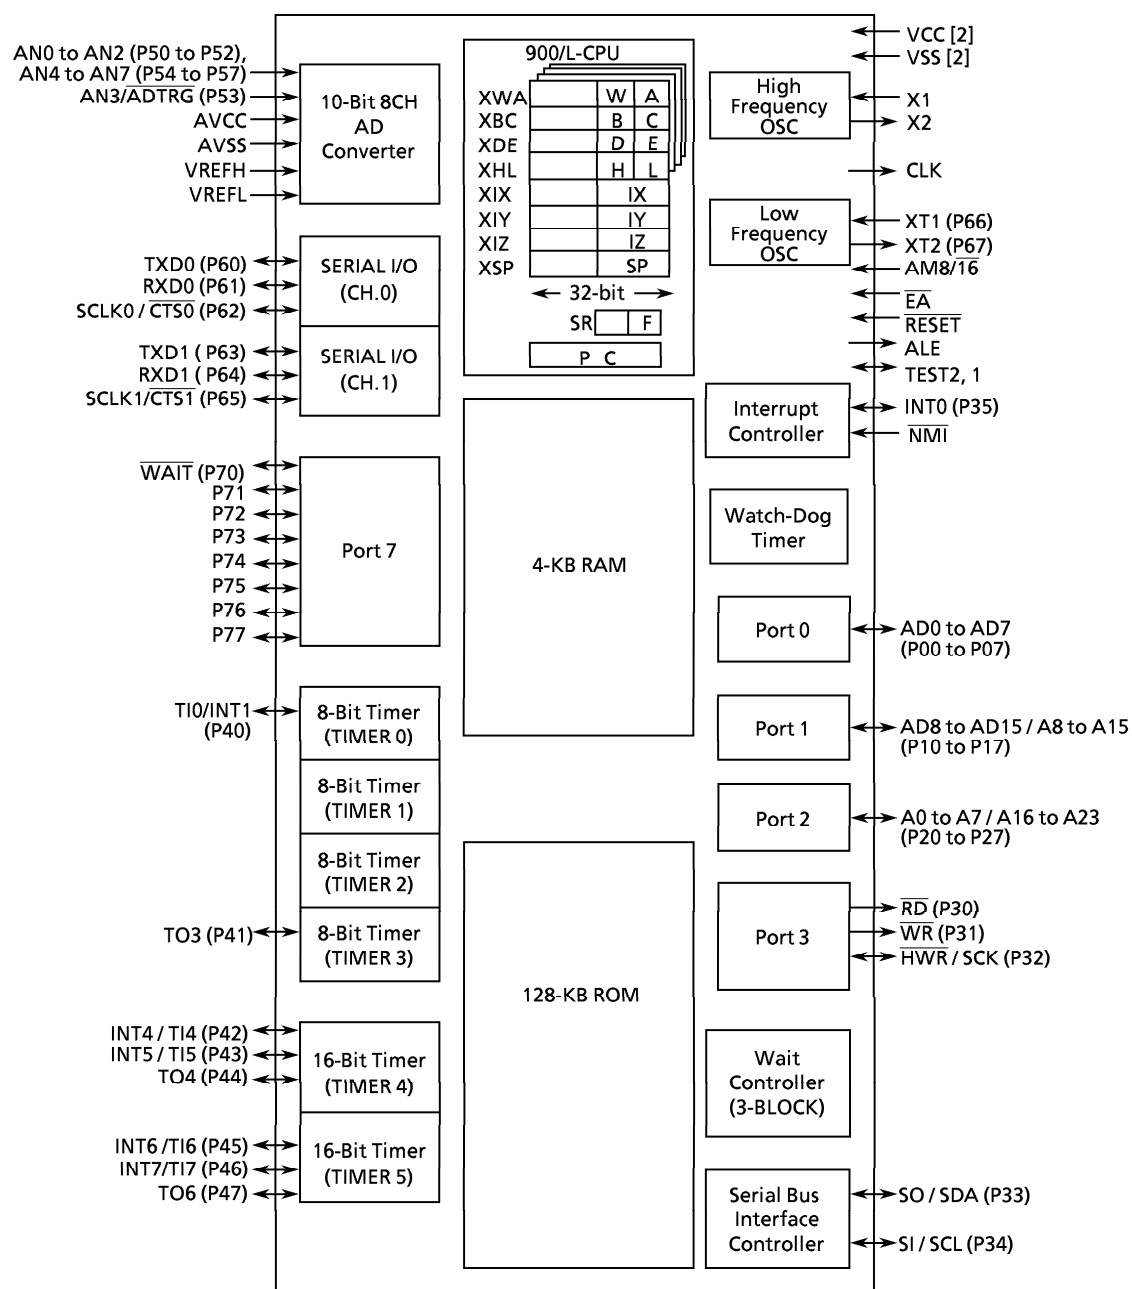 AN0 to AN2 (P50 to P52),
AN4 to AN7 (P54 to P57)
AN3/ADTRG (P53)
AVCC
AVSS
VREFH
VREFL
10-Bit 8CH
AD
Converter
TXD0 (P60)
RXD0 (P61)
SCLK0 / CTS0 (P62)
SERIAL I/O
(CH.0)
TXD1 ( P63)
RXD1 ( P64)
SCLK1/CTS1 (P65)
SERIAL I/O
(CH.1)
WAIT (P70)
P71
P72
P73
P74
P75
P76
P77
Port 7
TI0/INT1
(P40)
8-Bit Timer
(TIMER 0)
8-Bit Timer
(TIMER 1)
8-Bit Timer
(TIMER 2)
TO3 (P41)
8-Bit Timer
(TIMER 3)
INT4 / TI4 (P42)
INT5 / TI5 (P43)
TO4 (P44)
16-Bit Timer
(TIMER 4)
INT6 /TI6 (P45)
INT7/TI7 (P46)
TO6 (P47)
16-Bit Timer
(TIMER 5)
900/L-CPU
XWA W A
XBC B C
XDE D E
XHL H L
XIX IX
XIY IY
XIZ IZ
XSP SP
32-bit
SR F
P C
4-KB RAM
128-KB ROM
VCC [2]
VSS [2]
High
Frequency
OSC
X1
X2
CLK
Low
Frequency
OSC
XT1 (P66)
XT2 (P67)
AM8/16
EA
RESET
ALE
TEST2, 1
Interrupt
Controller
INT0 (P35)
NMI
Watch-Dog
Timer
Port 0
AD0 to AD7
(P00 to P07)
Port 1
AD8 to AD15 / A8 to A15
(P10 to P17)
Port 2
A0 to A7 / A16 to A23
(P20 to P27)
Port 3
RD (P30)
WR (P31)
HWR / SCK (P32)
Wait
Controller
(3-BLOCK)
Serial Bus
Interface
Controller
SO / SDA (P33)
SI / SCL (P34)